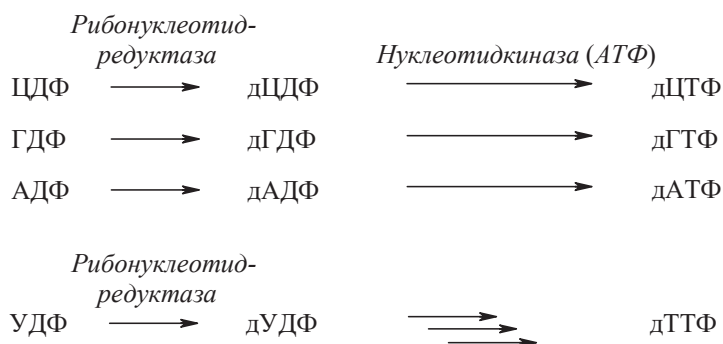 Рибонуклеотид-
редуктаза
Нуклеотидкиназа (АТФ)
ЦДФ дЦДФ дЦТФ
ГДФ дГДФ дГТФ
АДФ дАДФ дАТФ
Рибонуклеотид-
редуктаза
УДФ дУДФ дТТФ